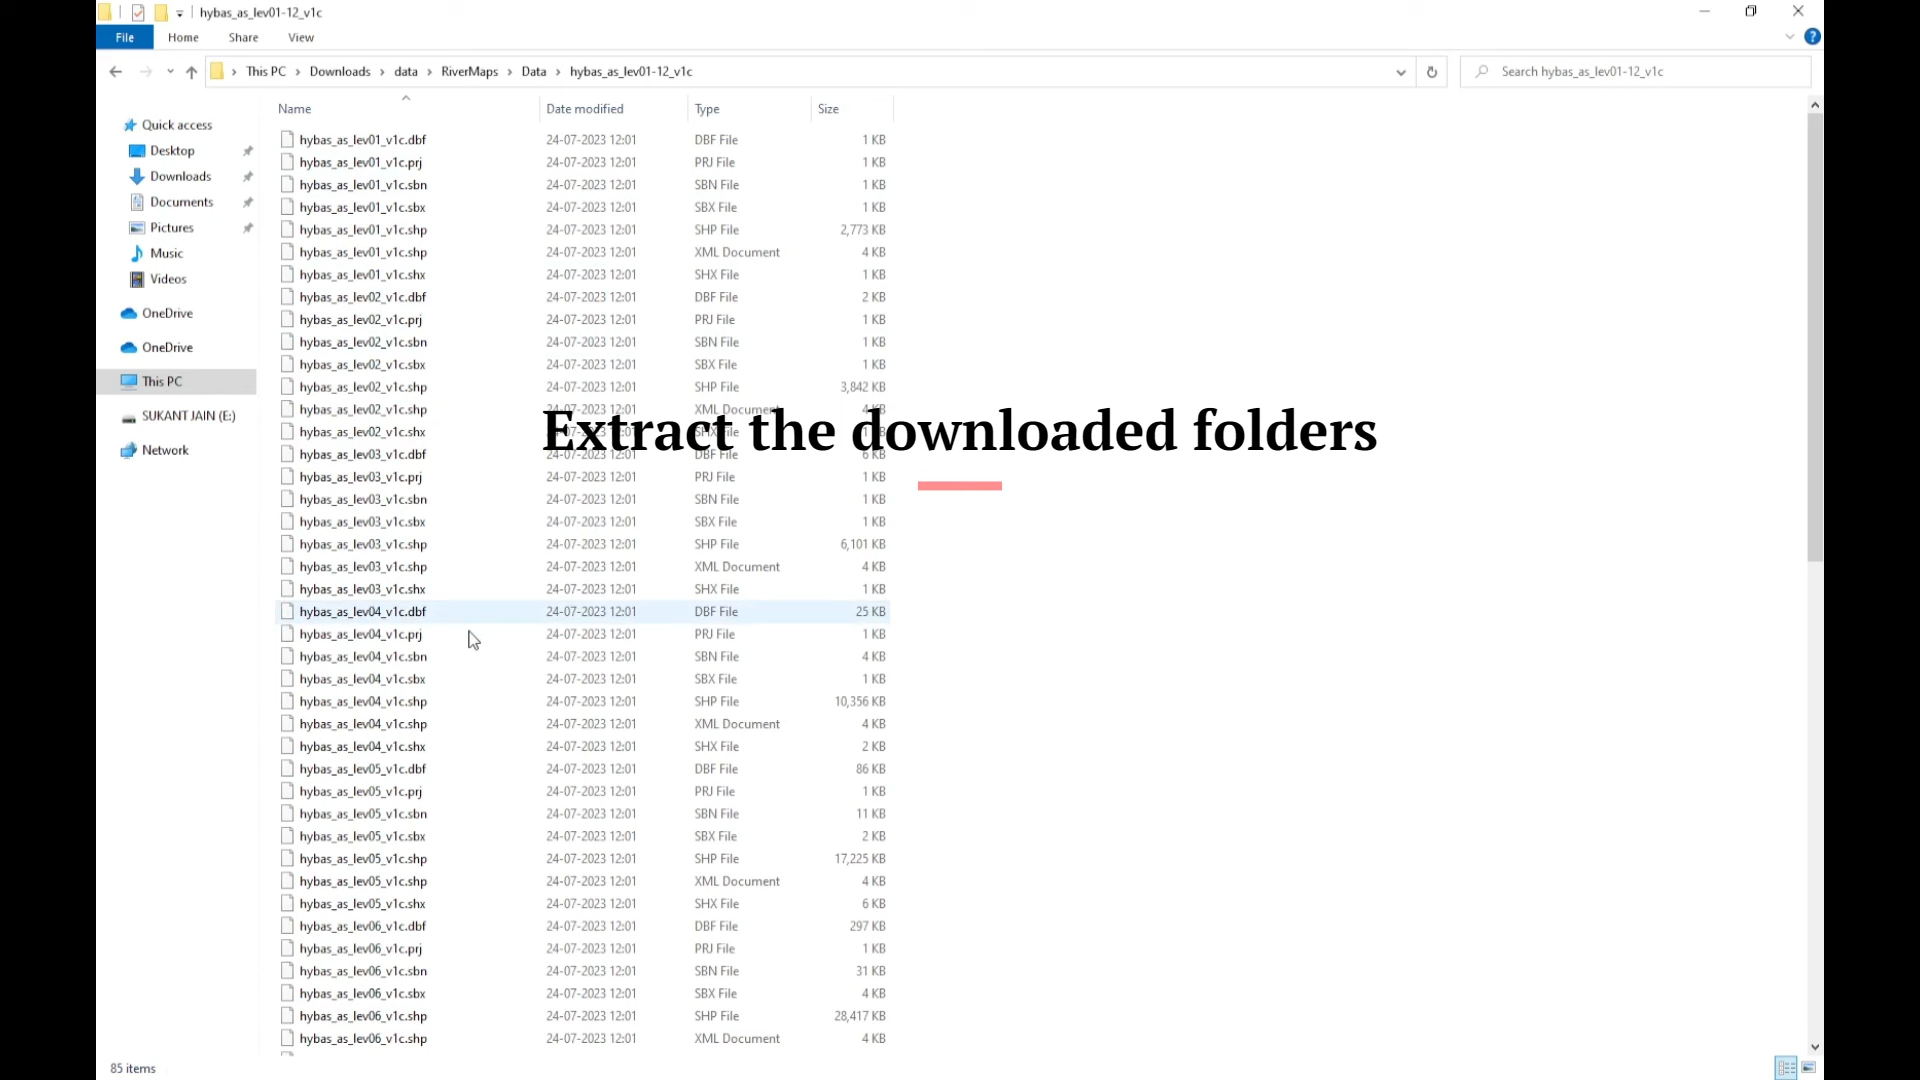 hybas_as_lev01-12_v1c
File Home Share View
This PC Downloads data RiverMaps Data hybas_as_lev01-12_v1c
Search hybas_as_lev01-12_v1c
Quick access
Desktop
Downloads
Documents
Pictures
Music
Videos
OneDrive
OneDrive
This PC
SUKANT JAIN (E:)
Network
Name Date modified Type Size
hybas_as_lev01_v1c.dbf 24-07-2023 12:01 DBF File 1 KB
hybas_as_lev01_v1c.prj 24-07-2023 12:01 PRJ File 1 KB
hybas_as_lev01_v1c.sbn 24-07-2023 12:01 SBN File 1 KB
hybas_as_lev01_v1c.sbx 24-07-2023 12:01 SBX File 1 KB
hybas_as_lev01_v1c.shp 24-07-2023 12:01 SHP File 2,773 KB
hybas_as_lev01_v1c.shp 24-07-2023 12:01 XML Document 4 KB
hybas_as_lev01_v1c.shx 24-07-2023 12:01 SHX File 1 KB
hybas_as_lev02_v1c.dbf 24-07-2023 12:01 DBF File 2 KB
hybas_as_lev02_v1c.prj 24-07-2023 12:01 PRJ File 1 KB
hybas_as_lev02_v1c.sbn 24-07-2023 12:01 SBN File 1 KB
hybas_as_lev02_v1c.sbx 24-07-2023 12:01 SBX File 1 KB
hybas_as_lev02_v1c.shp 24-07-2023 12:01 SHP File 3,842 KB
hybas_as_lev02_v1c.shp XML Document 4 KB
hybas_as_lev02_v1c.shx
Extract the downloaded folders
hybas_as_lev03_v1c.dbf 24-07-2023 12:01 DBF File 6 KB
hybas_as_lev03_v1c.prj 24-07-2023 12:01 PRJ File 1 KB
hybas_as_lev03_v1c.sbn 24-07-2023 12:01 SBN File 1 KB
hybas_as_lev03_v1c.sbx 24-07-2023 12:01 SBX File 1 KB
hybas_as_lev03_v1c.shp 24-07-2023 12:01 SHP File 6,101 KB
hybas_as_lev03_v1c.shp 24-07-2023 12:01 XML Document 4 KB
hybas_as_lev03_v1c.shx 24-07-2023 12:01 SHX File 1 KB
hybas_as_lev04_v1c.dbf 24-07-2023 12:01 DBF File 25 KB
hybas_as_lev04_v1c.prj 24-07-2023 12:01 PRJ File 1 KB
hybas_as_lev04_v1c.sbn 24-07-2023 12:01 SBN File 4 KB
hybas_as_lev04_v1c.sbx 24-07-2023 12:01 SBX File 1 KB
hybas_as_lev04_v1c.shp 24-07-2023 12:01 SHP File 10,356 KB
hybas_as_lev04_v1c.shp 24-07-2023 12:01 XML Document 4 KB
hybas_as_lev04_v1c.shx 24-07-2023 12:01 SHX File 2 KB
hybas_as_lev05_v1c.dbf 24-07-2023 12:01 DBF File 86 KB
hybas_as_lev05_v1c.prj 24-07-2023 12:01 PRJ File 1 KB
hybas_as_lev05_v1c.sbn 24-07-2023 12:01 SBN File 11 KB
hybas_as_lev05_v1c.sbx 24-07-2023 12:01 SBX File 2 KB
hybas_as_lev05_v1c.shp 24-07-2023 12:01 SHP File 17,225 KB
hybas_as_lev05_v1c.shp 24-07-2023 12:01 XML Document 4 KB
hybas_as_lev05_v1c.shx 24-07-2023 12:01 SHX File 6 KB
hybas_as_lev06_v1c.dbf 24-07-2023 12:01 DBF File 297 KB
hybas_as_lev06_v1c.prj 24-07-2023 12:01 PRJ File 1 KB
hybas_as_lev06_v1c.sbn 24-07-2023 12:01 SBN File 31 KB
hybas_as_lev06_v1c.sbx 24-07-2023 12:01 SBX File 4 KB
hybas_as_lev06_v1c.shp 24-07-2023 12:01 SHP File 28,417 KB
hybas_as_lev06_v1c.shp 24-07-2023 12:01 XML Document 4 KB
85 items